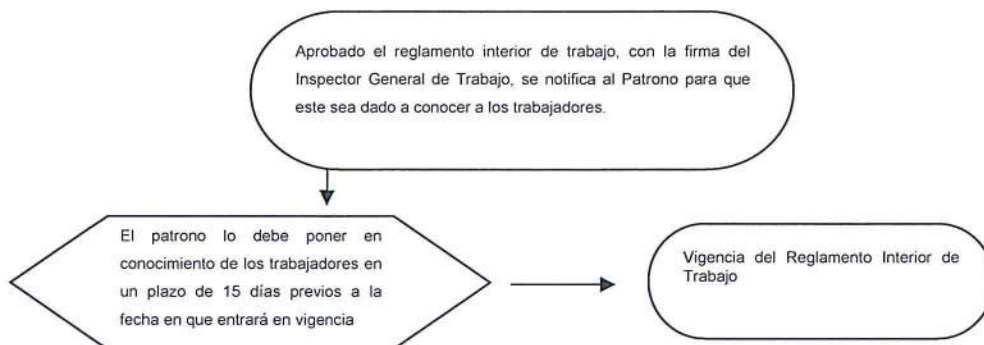 Aprobado el reglamento interior de trabajo, con la firma del
Inspector General de Trabajo, se notifica al Patrono para que
este sea dado a conocer a los trabajadores.
El patrono lo debe poner en
conocimiento de los trabajadores en
un plazo de 15 días previos a la
fecha en que entrará en vigencia
Vigencia del Reglamento Interior de
Trabajo